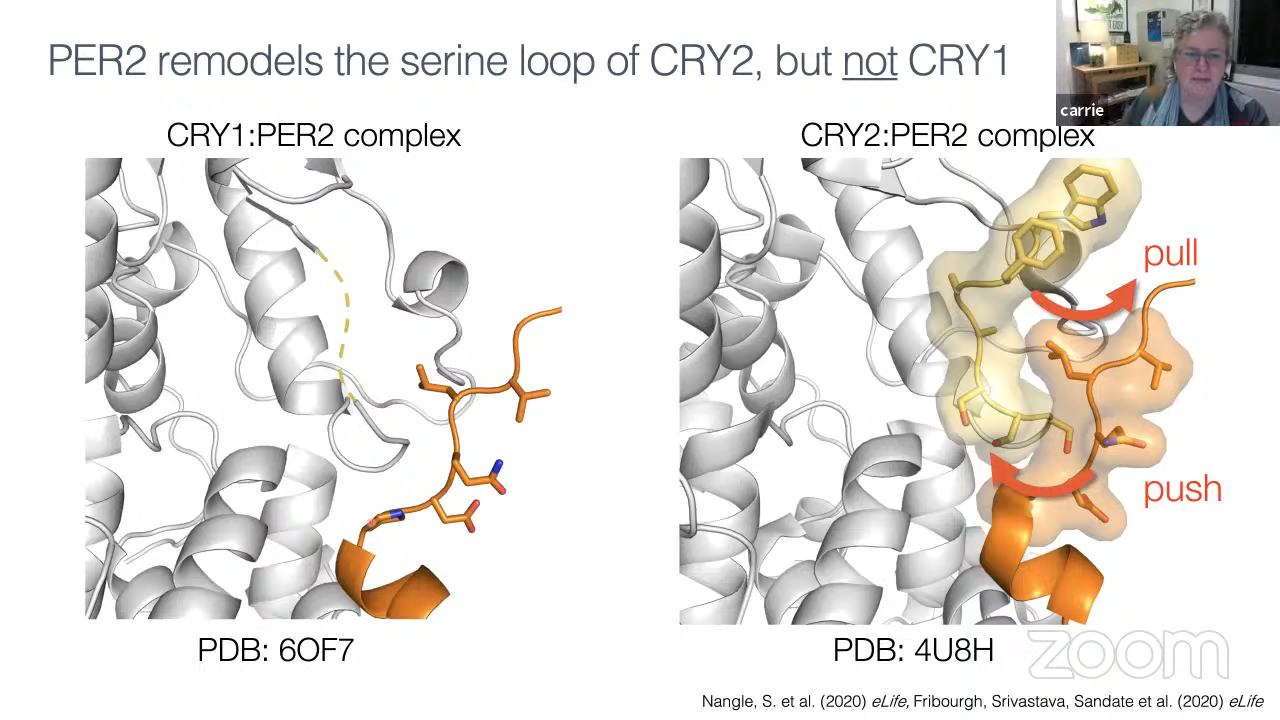 PER2 remodels the serine loop of CRY2, but not CRY1
carrie
CRY1:PER2 complex
CRY2:PER2 complex
pull
push
PDB: 6OF7
PDB: 4U8H
zoom
Nangle, S. et al. (2020) eLife, Fribourgh, Srivastava, Sandate et al. (2020) eLife